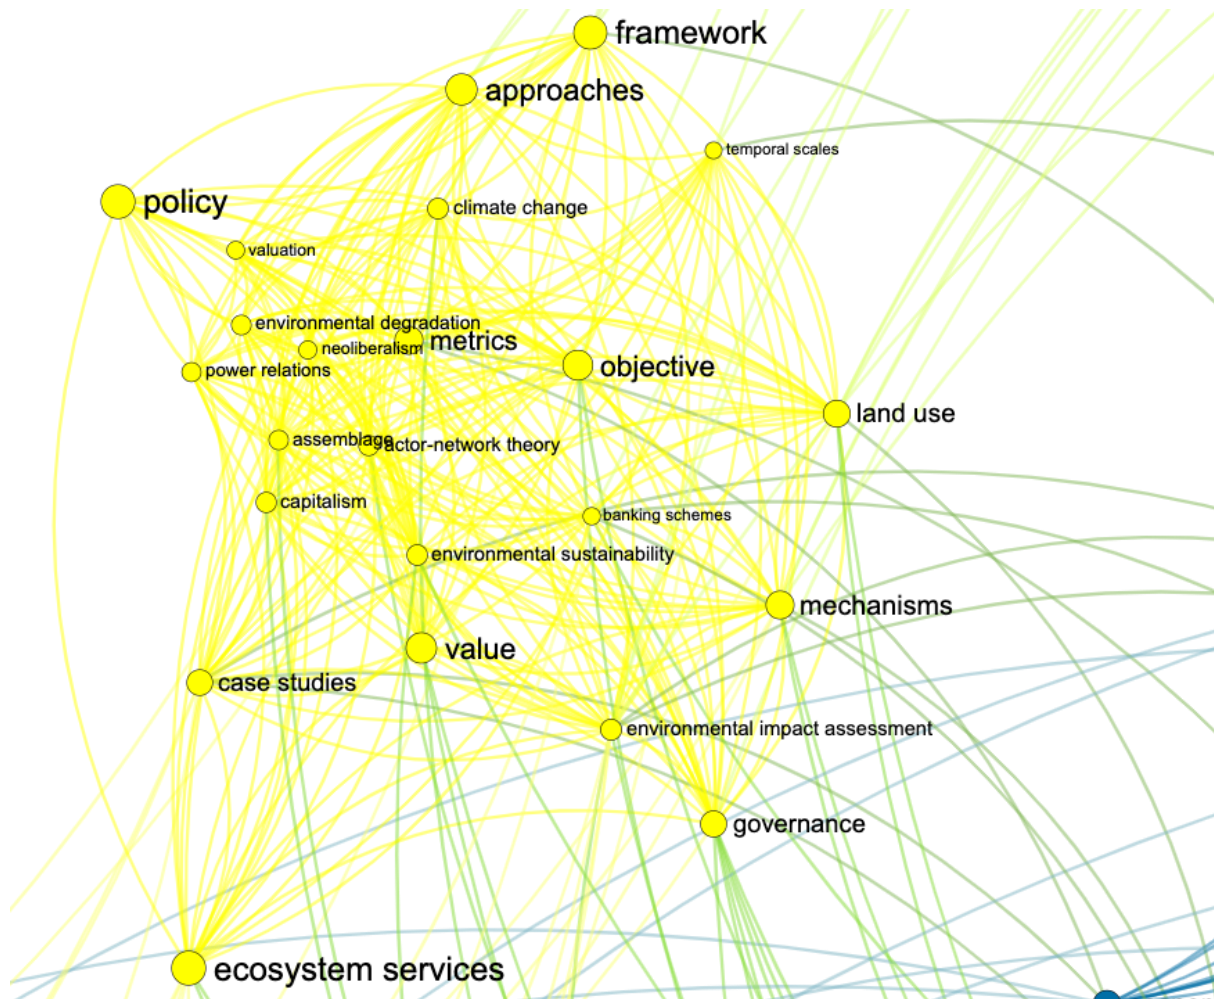 framework
approaches
temporal scales
policy
climate change
valuation
environmental degradation
metrics
neoliberalism
objective
power relations
land use
assemblage
actor-network theory
capitalism
banking schemes
environmental sustainability
mechanisms
value
case studies
environmental impact assessment
governance
ecosystem services